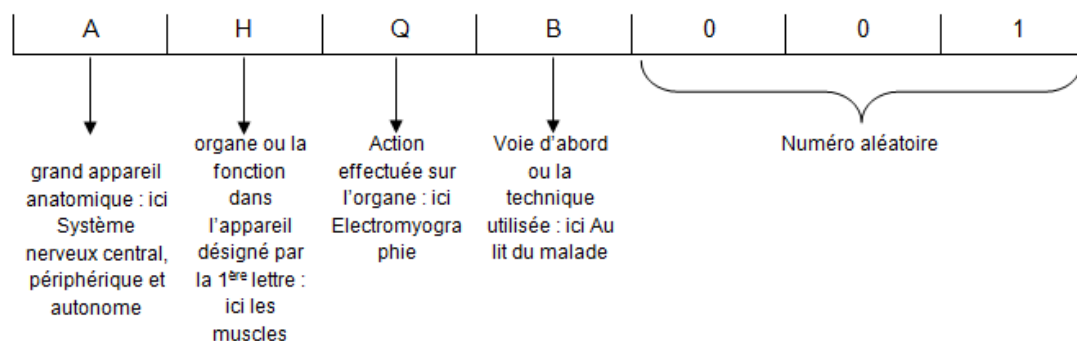 A H Q B 0 0 1
grand appareil
anatomique : ici
Système
nerveux central,
périphérique et
autonome
organe ou la
fonction
dans
l'appareil
désigné par
la 1ère lettre :
ici les
muscles
Action
effectuée sur
l'organe : ici
Electromyogra
phie
Voie d'abord
ou la
technique
utilisée : ici Au
lit du malade
Numéro aléatoire